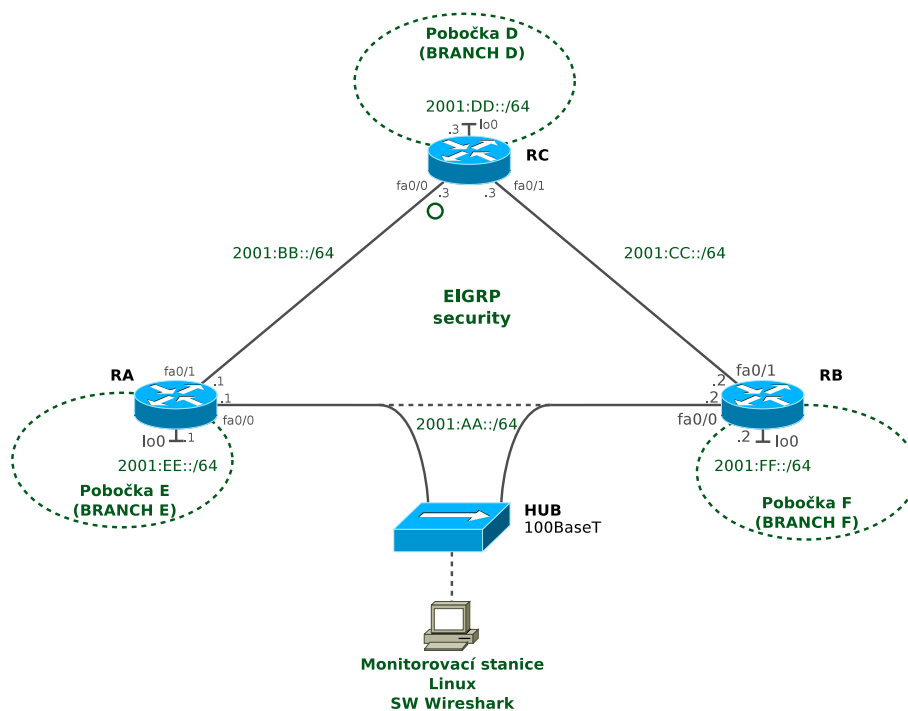 Pobočka D
(BRANCH D)
2001:DD::/64
.3
lo0
RC
fa0/0
.3
.3
fa0/1
2001:BB::/64
2001:CC::/64
EIGRP
security
RA
fa0/1
.1
.1
fa0/0
lo0
.1
2001:EE::/64
Pobočka E
(BRANCH E)
2001:AA::/64
fa0/1
RB
.2
.2
fa0/0
.2
lo0
2001:FF::/64
Pobočka F
(BRANCH F)
HUB
100BaseT
Monitorovací stanice
Linux
SW Wireshark